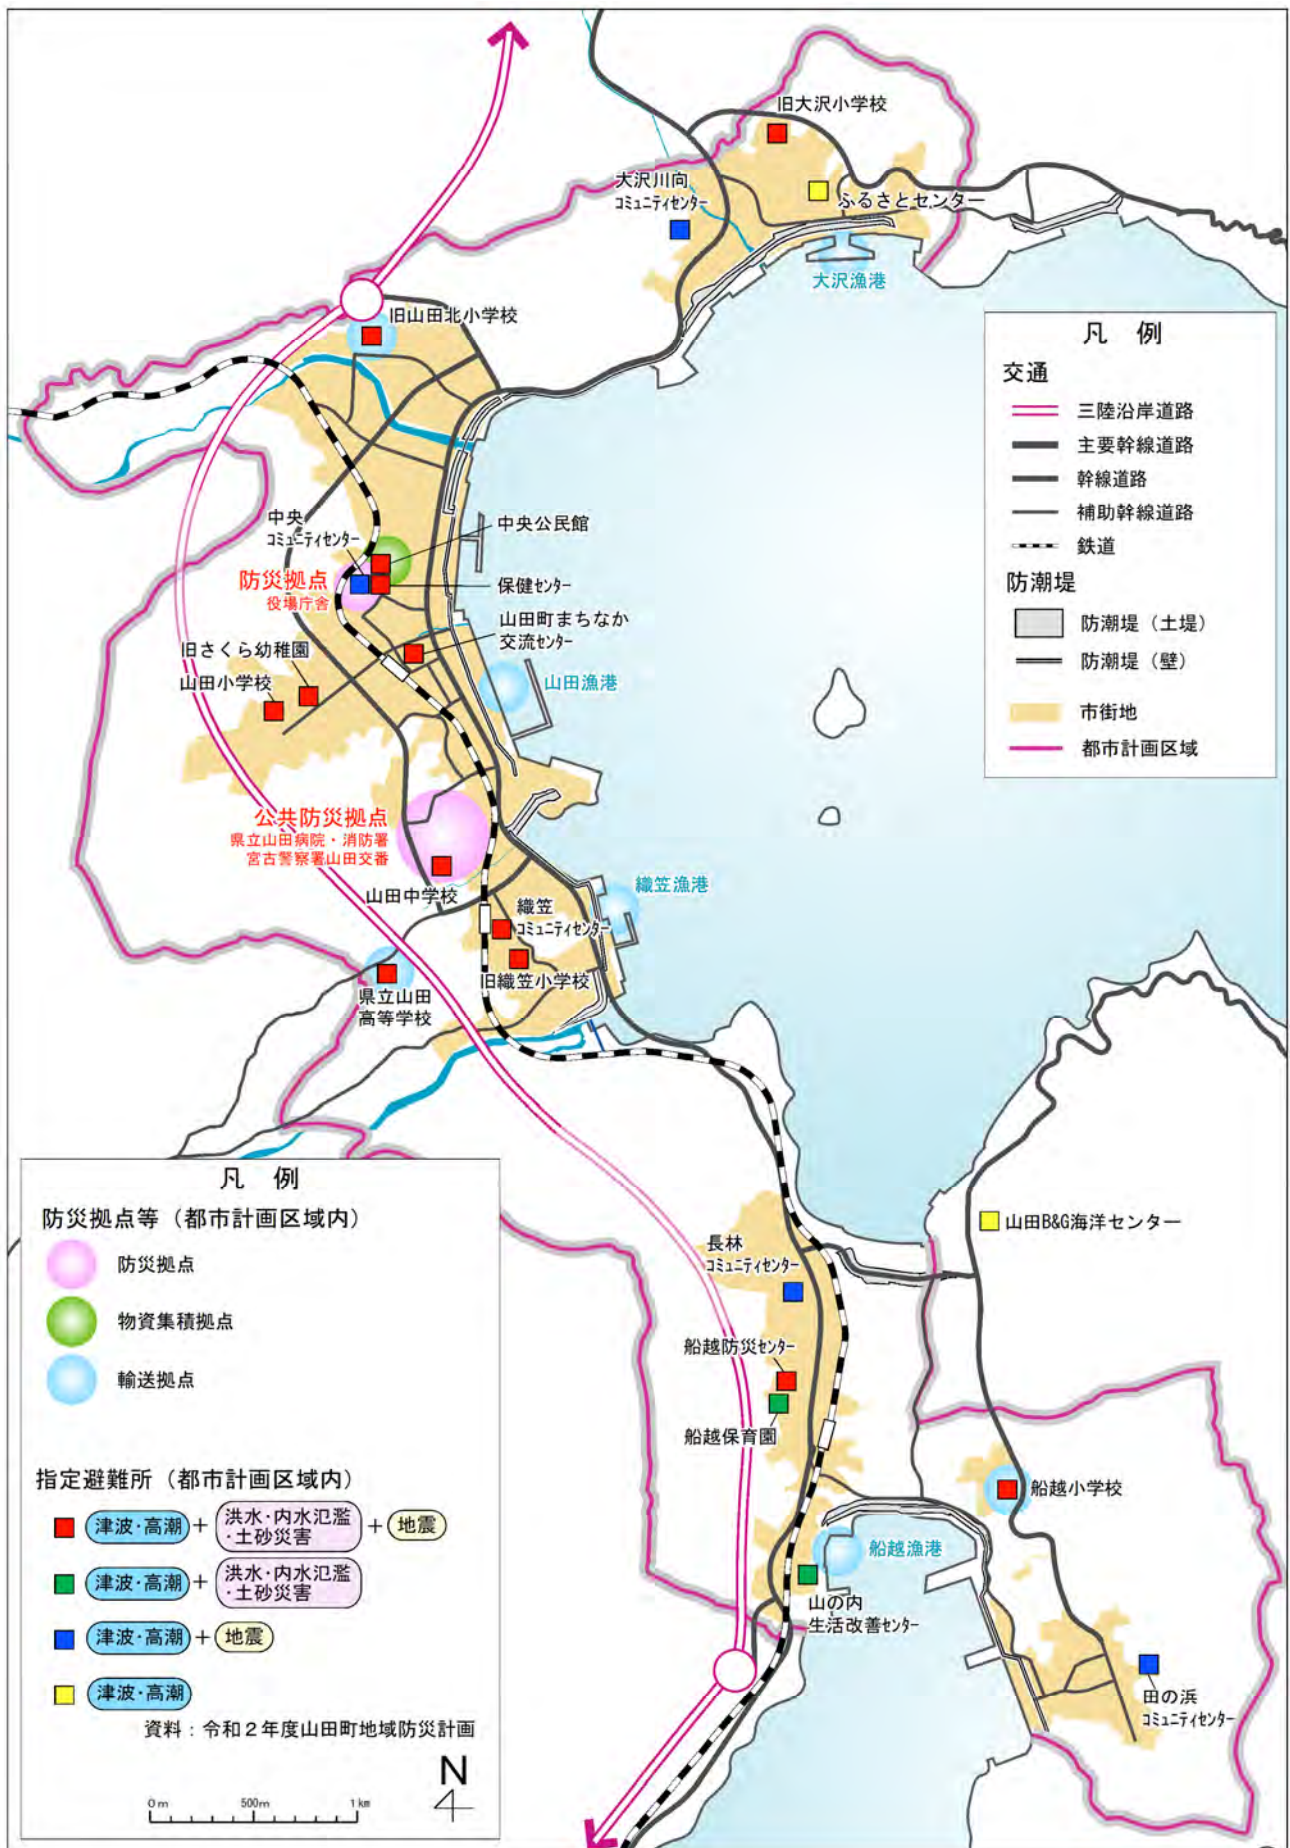 旧大沢小学校
大沢川向
コミュニティセンター
ふるさとセンター
大沢漁港
旧山田北小学校
凡　例
交通
三陸沿岸道路
主要幹線道路
幹線道路
補助幹線道路
鉄道
防潮堤
防潮堤（土堤）
防潮堤（壁）
市街地
都市計画区域
中央
コミュニティセンター
中央公民館
防災拠点
役場庁舎
保健センター
山田町まちなか
交流センター
旧さくら幼稚園
山田小学校
山田漁港
公共防災拠点
県立山田病院・消防署
宮古警察署山田交番
山田中学校
織笠漁港
織笠
コミュニティセンター
旧織笠小学校
県立山田
高等学校
山田B&G海洋センター
長林
コミュニティセンター
船越防災センター
船越保育園
船越小学校
船越漁港
山の内
生活改善センター
田の浜
コミュニティセンター
凡　例
防災拠点等（都市計画区域内）
防災拠点
物資集積拠点
輸送拠点
指定避難所（都市計画区域内）
津波・高潮 + 洪水・内水氾濫
・土砂災害 + 地震
津波・高潮 + 洪水・内水氾濫
・土砂災害
津波・高潮 + 地震
津波・高潮
資料：令和２年度山田町地域防災計画
N
0m 500m 1km